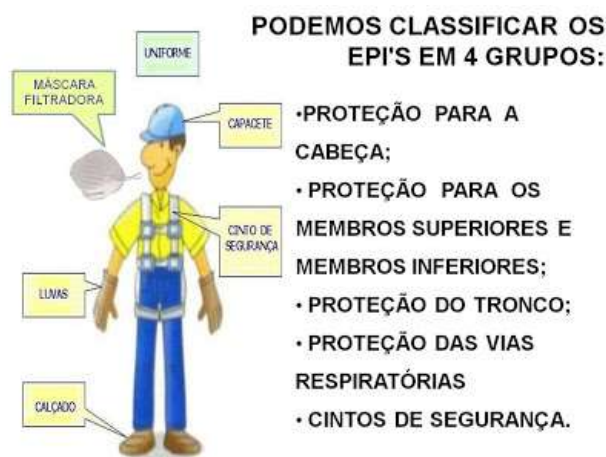 PODEMOS CLASSIFICAR OS
EPI'S EM 4 GRUPOS:
UNIFORME
MÁSCARA
FILTRADORA
CAPACETE
CINTO DE
SEGURANÇA
LUVAS
CALÇADO
•PROTEÇÃO PARA A
CABEÇA;
• PROTEÇÃO PARA OS
MEMBROS SUPERIORES E
MEMBROS INFERIORES;
• PROTEÇÃO DO TRONCO;
• PROTEÇÃO DAS VIAS
RESPIRATÓRIAS
• CINTOS DE SEGURANÇA.